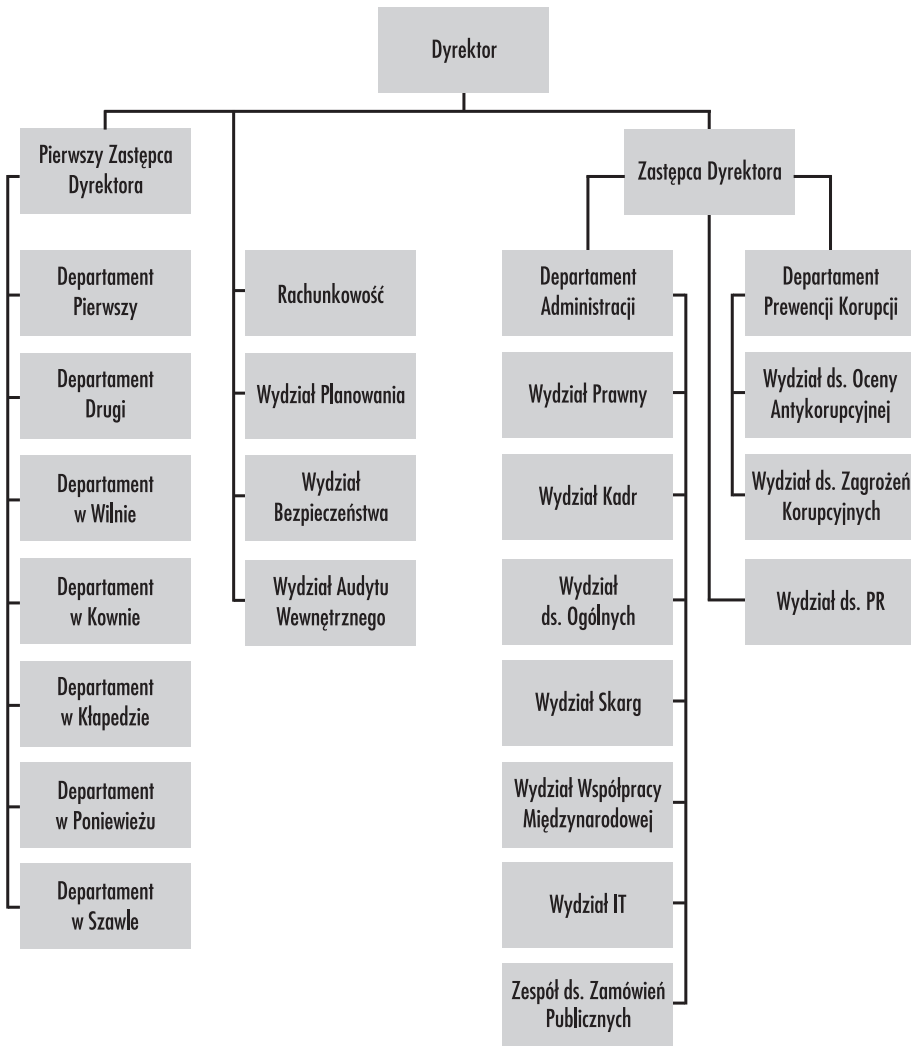 Dyrektor
Pierwszy Zastępca
Dyrektora
Departament
Pierwszy
Departament
Drugi
Departament
w Wilnie
Departament
w Kownie
Departament
w Kłapedzie
Departament
w Poniewieżu
Departament
w Szawle
Rachunkowość
Wydział Planowania
Wydział
Bezpieczeństwa
Wydział Audytu
Wewnętrznego
Zastępca Dyrektora
Departament
Administracji
Wydział Prawny
Wydział Kadr
Wydział
ds. Ogólnych
Wydział Skarg
Wydział Współpracy
Międzynarodowej
Wydział IT
Zespół ds. Zamówień
Publicznych
Departament
Prewencji Korupcji
Wydział ds. Oceny
Antykorupcyjnej
Wydział ds. Zagrożeń
Korupcyjnych
Wydział ds. PR